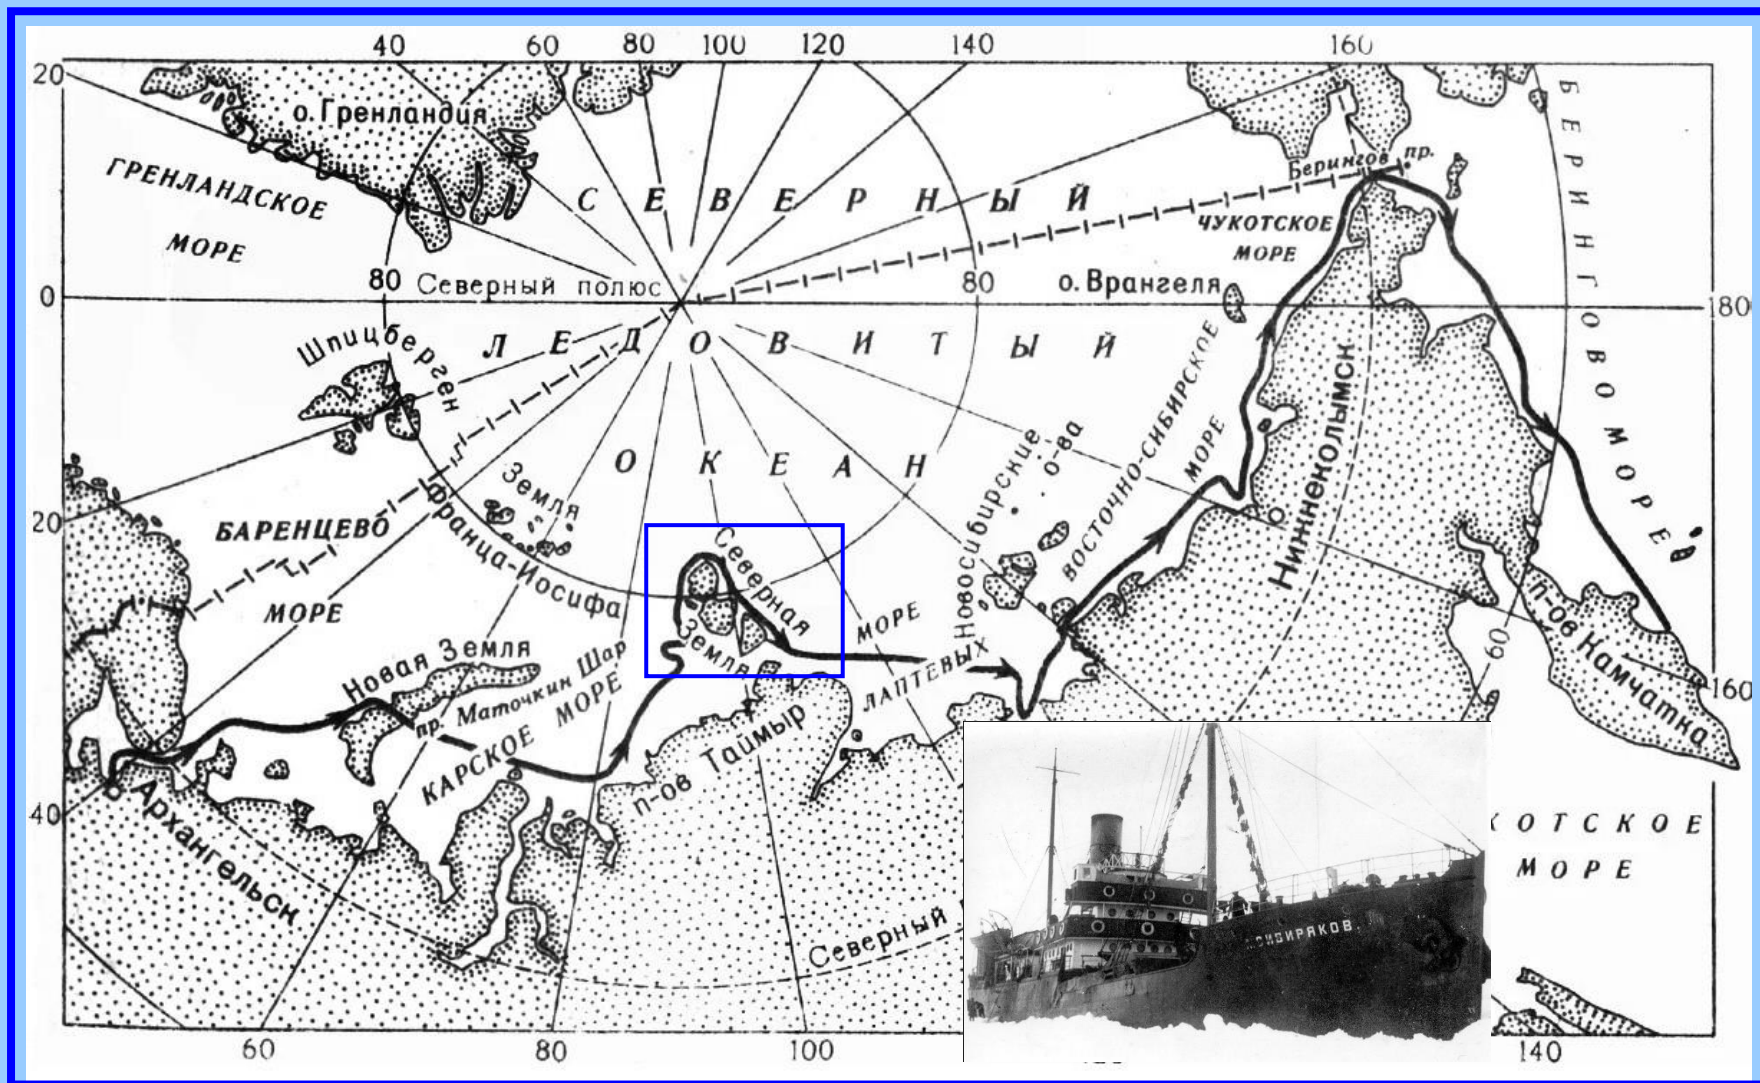 40 60 80 100 120 140 160
20
о. Гренландия
ГРЕНЛАНДСКОЕ
МОРЕ
СЕВЕРНЫЙ
Берингов пр.
ЧУКОТСКОЕ
МОРЕ
БЕРИНГОВО МОРЕ
80 Северный полюс
80
о. Врангеля
0
180
Шпицберген
ЛЕДОВИТЫЙ
ОКЕАН
Земля
Франца-Иосифа
20
БАРЕНЦЕВО
МОРЕ
Северная
Земля
Новосибирские
о-ва
ВОСТОЧНО-СИБИРСКОЕ
МОРЕ
Нижнеколымск
МОРЕ
ЛАПТЕВЫХ
Новая Земля
пр. Маточкин Шар
КАРСКОЕ МОРЕ
п-ов Таймыр
60
п-ов Камчатка
160
40
Архангельск
Северный
СИБИРЯКОВ.
ОТСКОЕ
МОРЕ
60 80 100 140